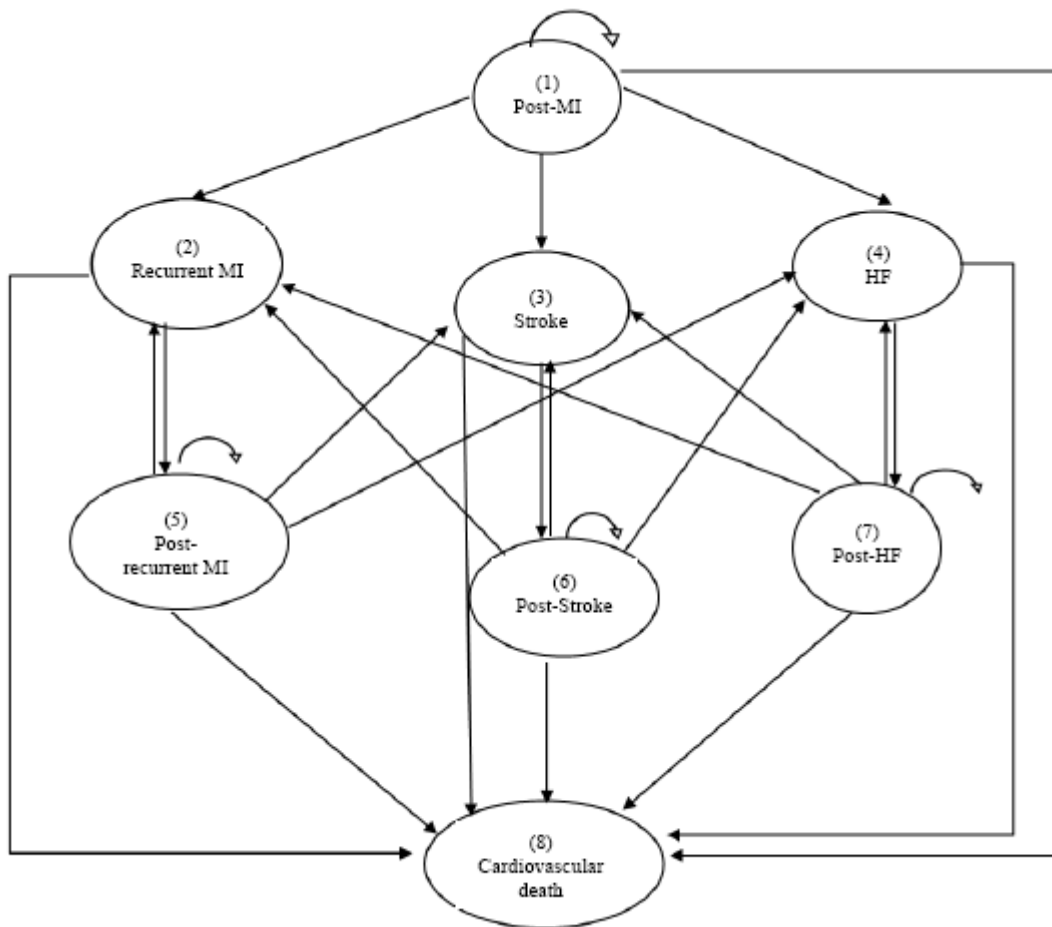 (1)
Post-MI
(2)
Recurrent MI
(3)
Stroke
(4)
HF
(5)
Post-
recurrent MI
(6)
Post-Stroke
(7)
Post-HF
(8)
Cardiovascular
death